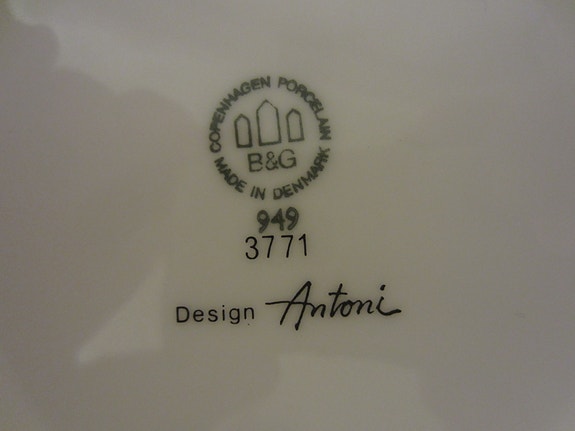 COPENHAGEN PORCELAIN
B&G
MADE IN DENMARK
949
3771
Design Antoni